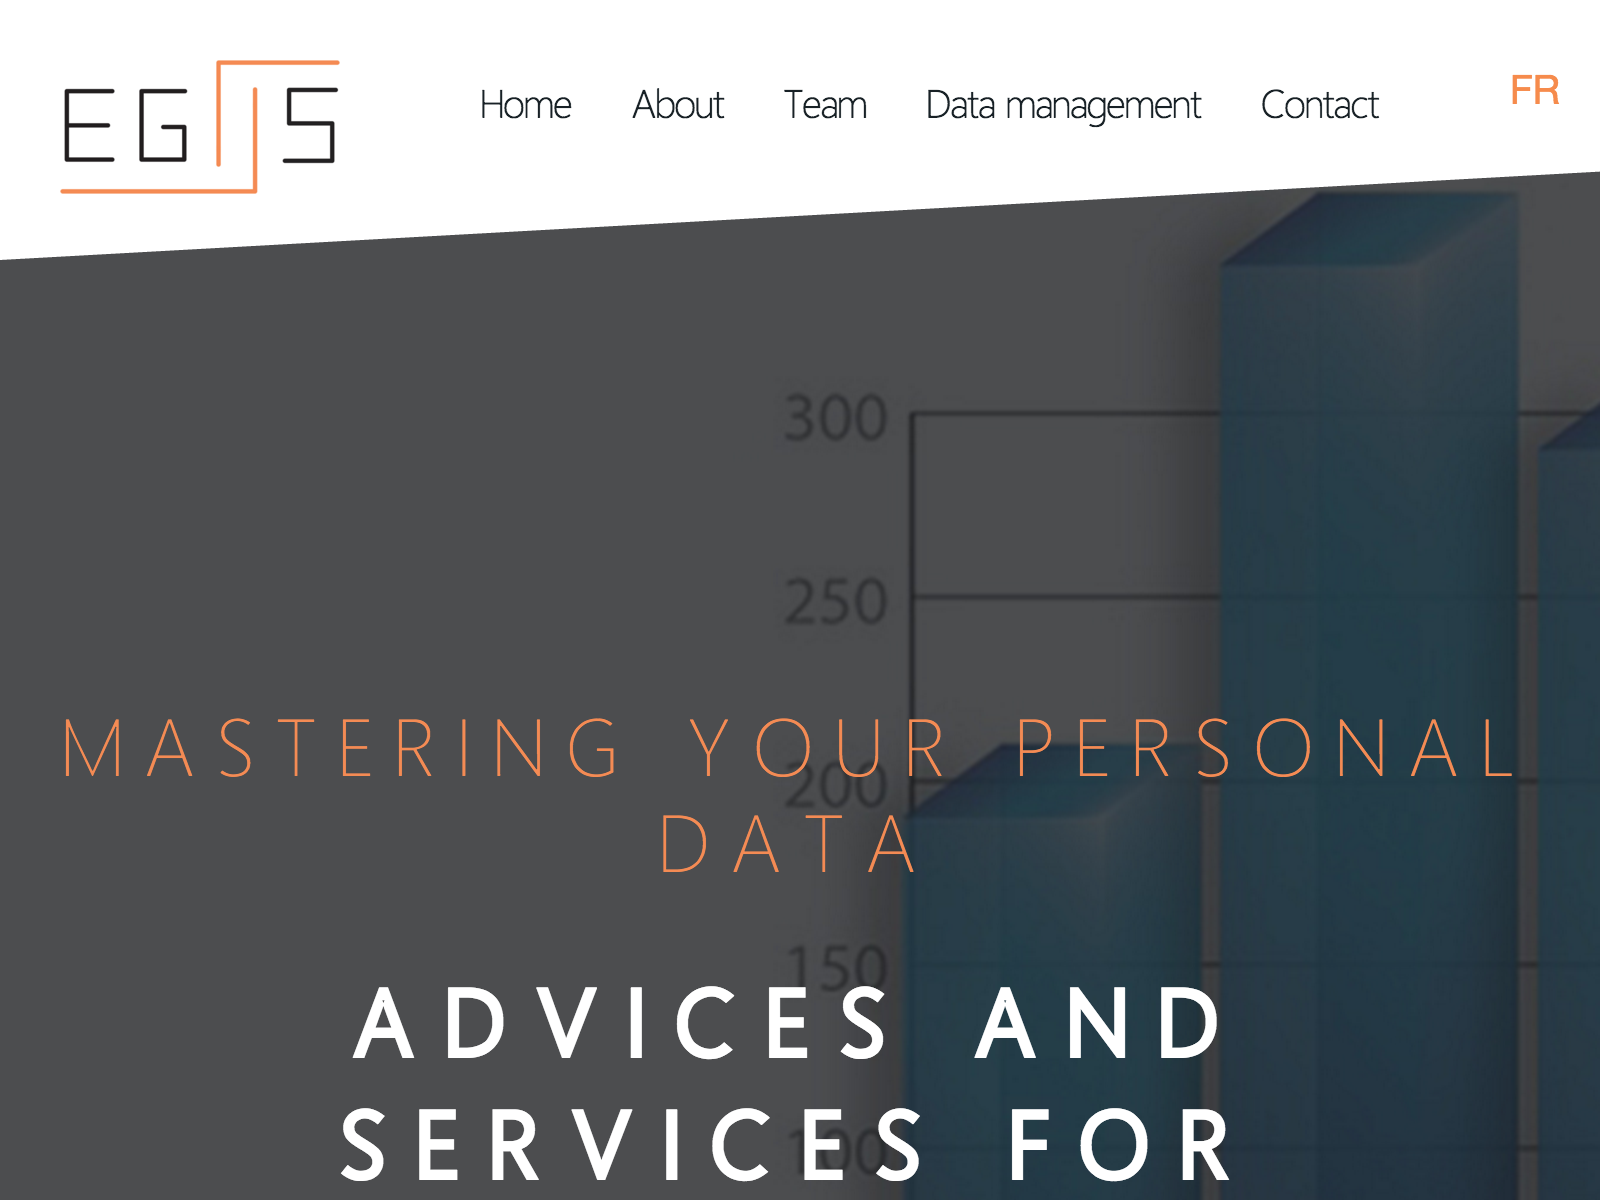 EGIS
Home About Team Data management Contact FR
300
250
MASTERING YOUR PERSONAL
200
DATA
150
ADVICES AND
SERVICES FOR
100